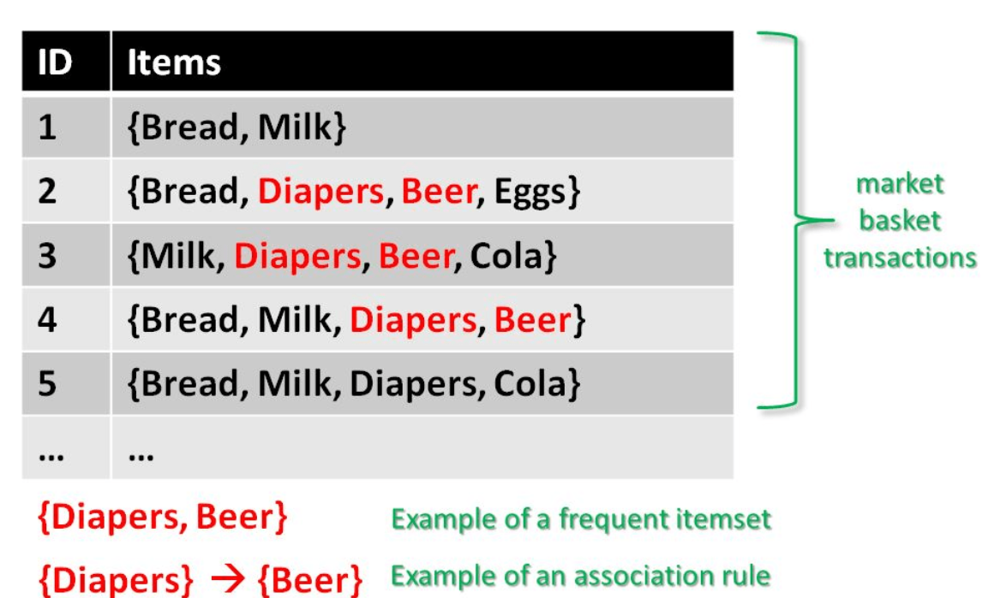 ID Items
1 {Bread, Milk}
2 {Bread, Diapers, Beer, Eggs}
3 {Milk, Diapers, Beer, Cola}
4 {Bread, Milk, Diapers, Beer}
5 {Bread, Milk, Diapers, Cola}
... ...
market
basket
transactions
{Diapers, Beer} Example of a frequent itemset
{Diapers} → {Beer} Example of an association rule